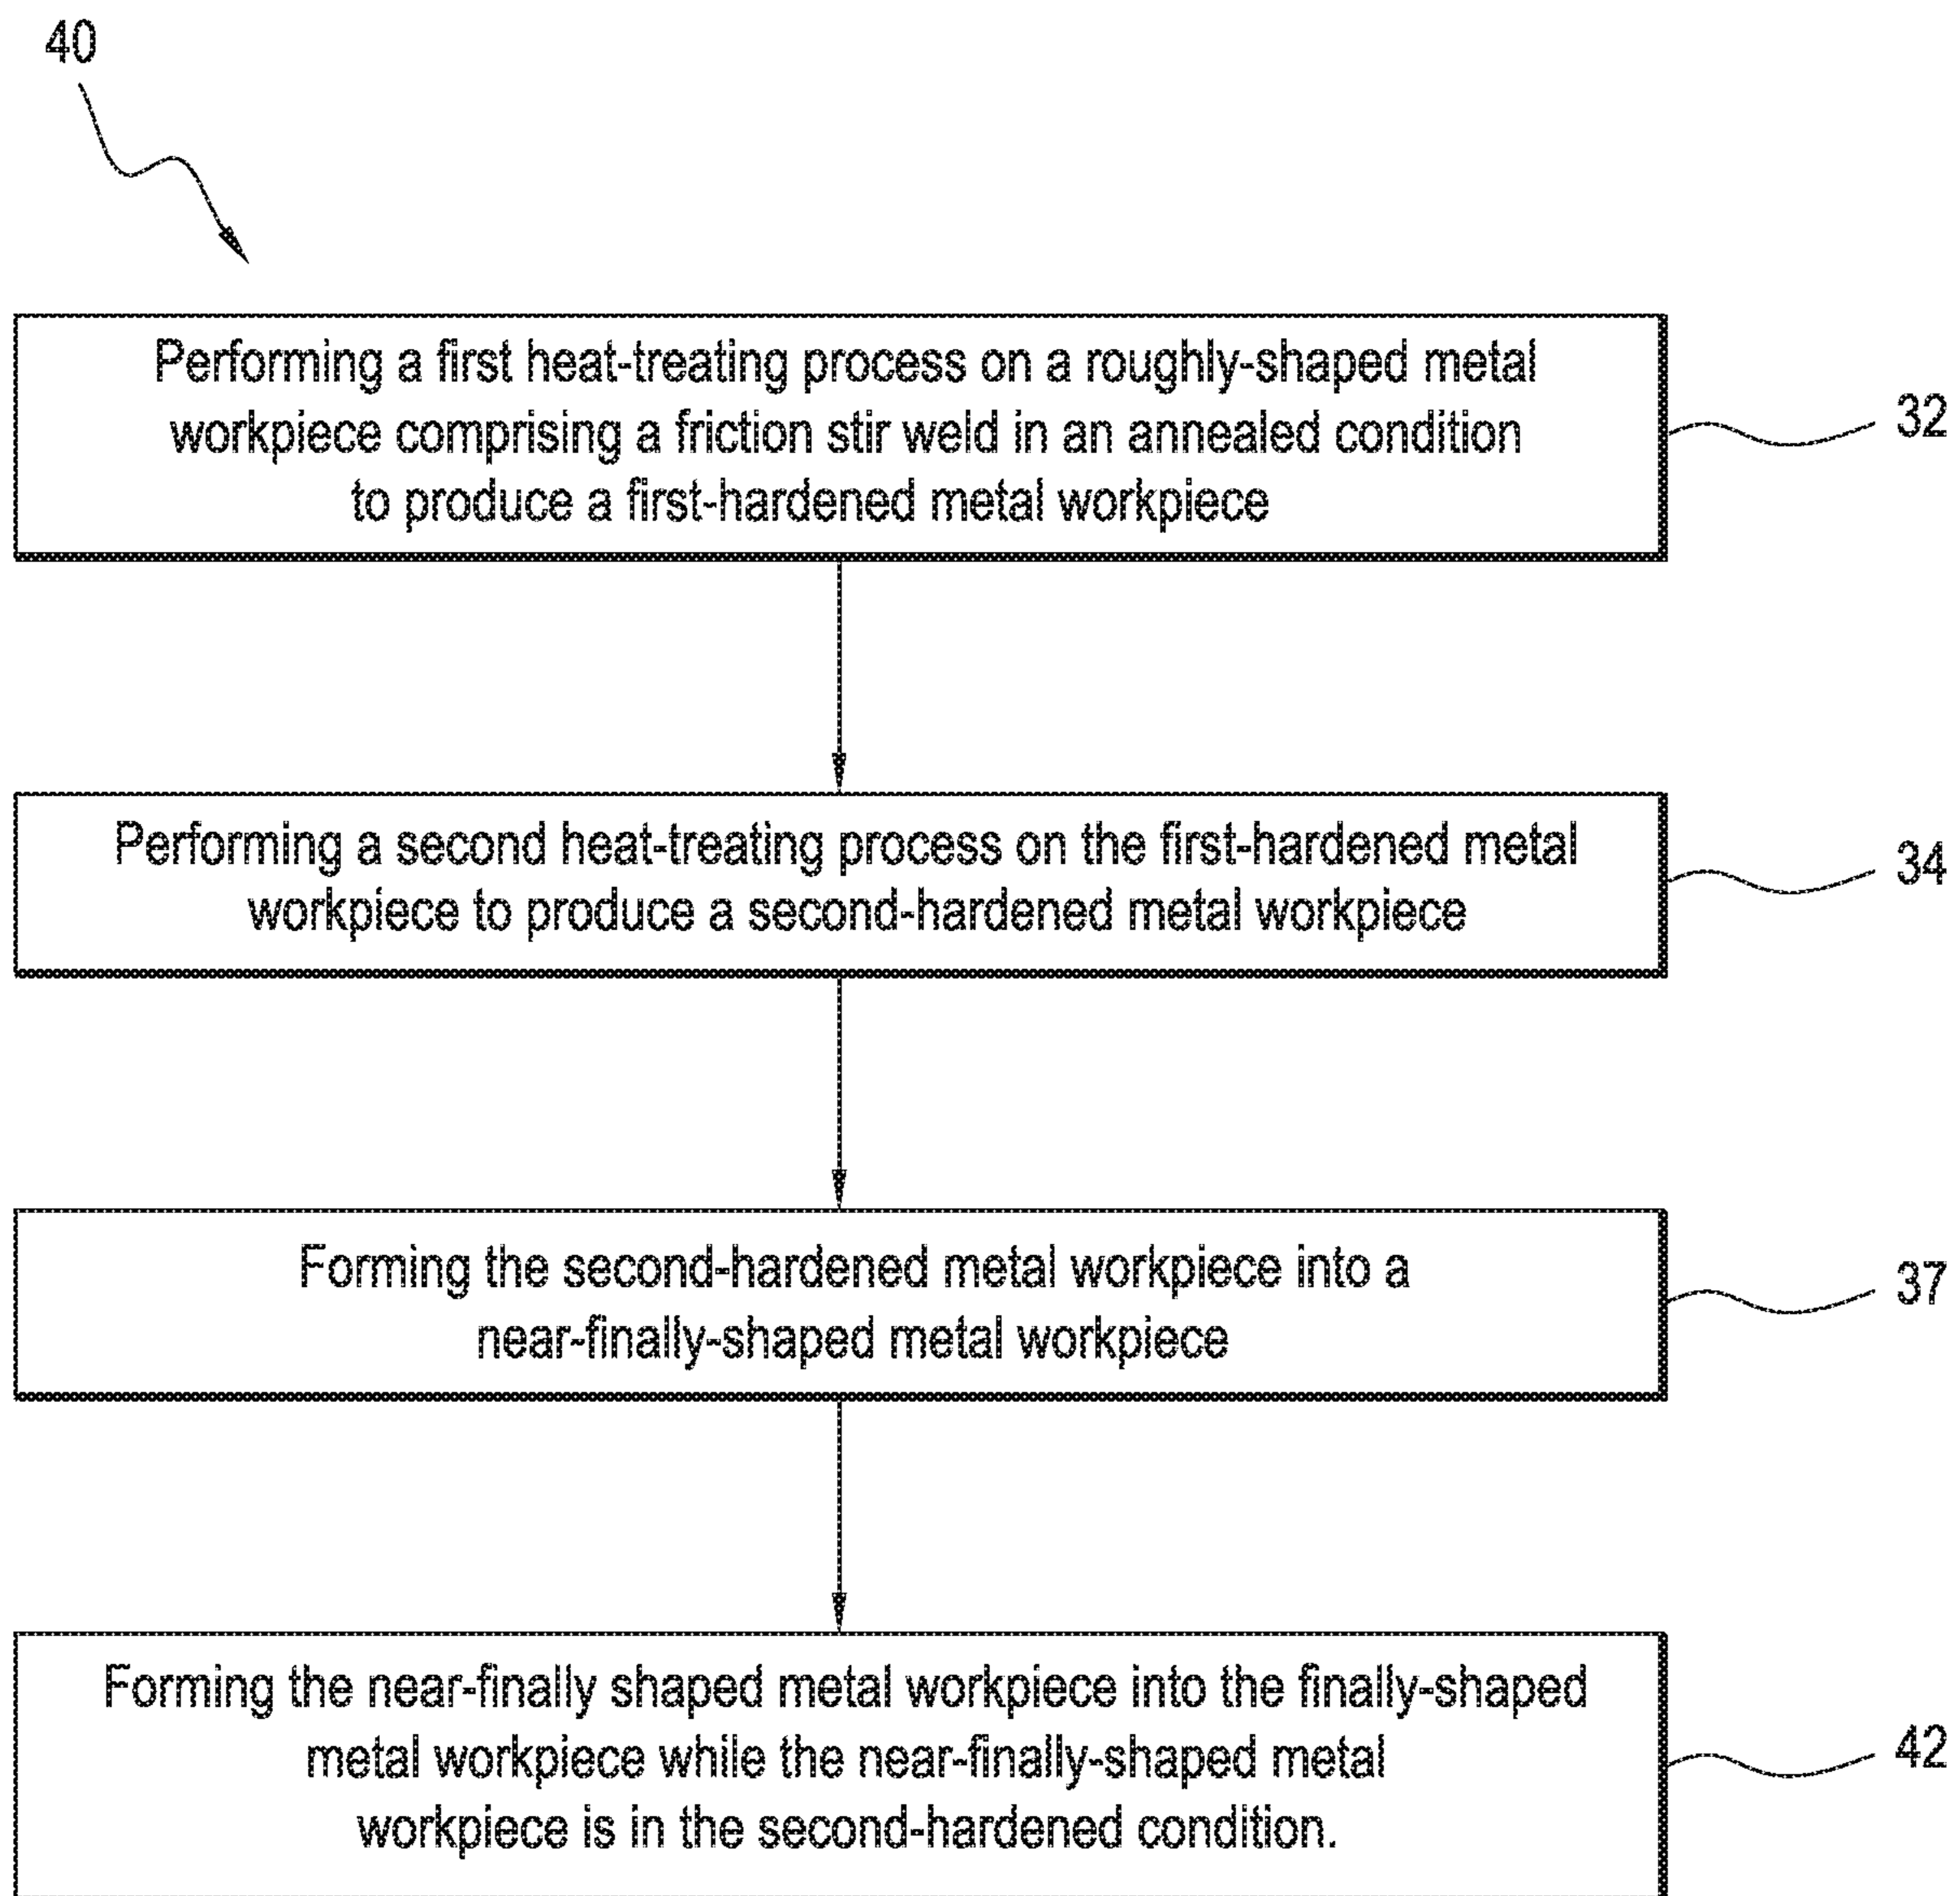 40
Performing a first heat-treating process on a roughly-shaped metal
workpiece comprising a friction stir weld in an annealed condition
to produce a first-hardened metal workpiece
32
Performing a second heat-treating process on the first-hardened metal
workpiece to produce a second-hardened metal workpiece
34
Forming the second-hardened metal workpiece into a
near-finally-shaped metal workpiece
37
Forming the near-finally shaped metal workpiece into the finally-shaped
metal workpiece while the near-finally-shaped metal
workpiece is in the second-hardened condition.
42